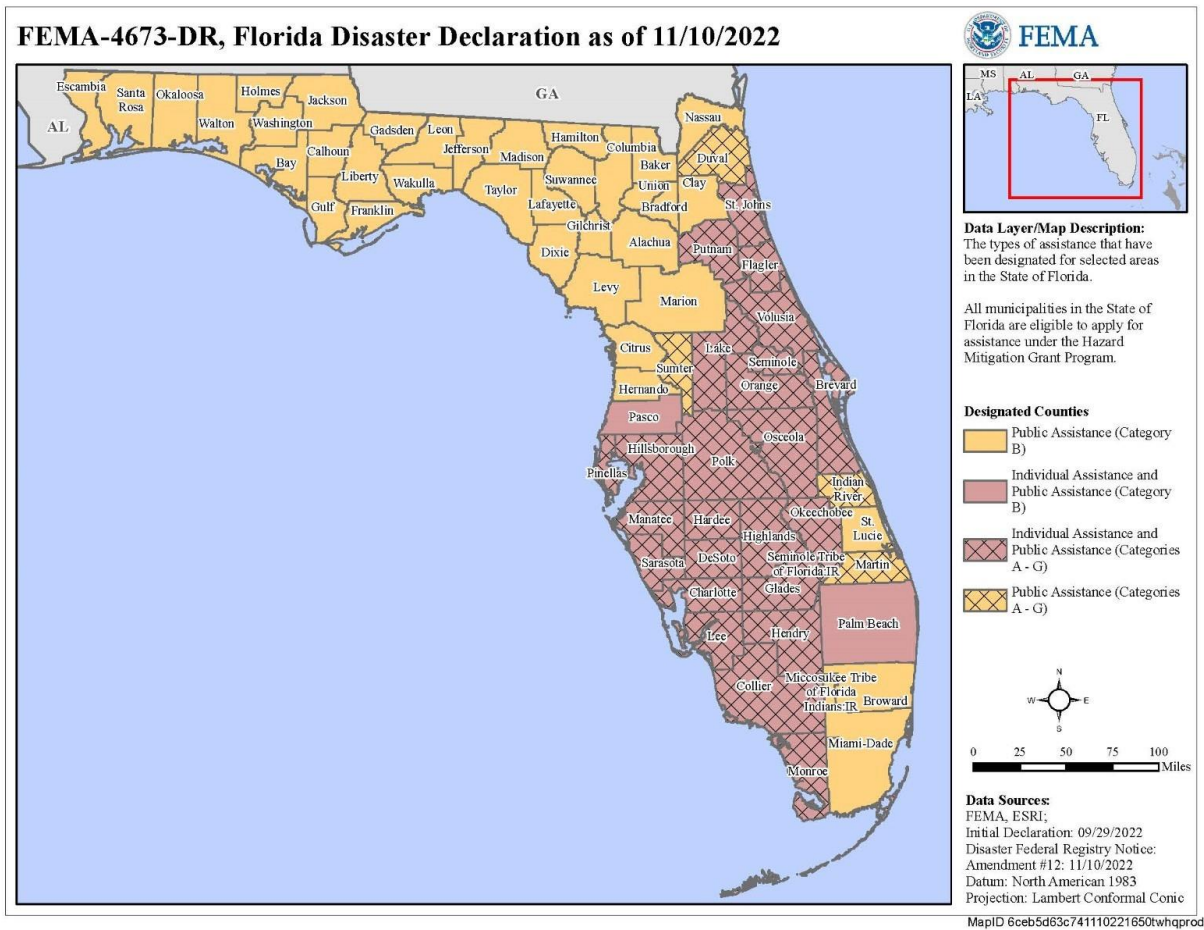 FEMA-4673-DR, Florida Disaster Declaration as of 11/10/2022
FEMA
MS
AL
GA
LA
FL
Data Layer/Map Description:
The types of assistance that have
been designated for selected areas
in the State of Florida.
All municipalities in the State of
Florida are eligible to apply for
assistance under the Hazard
Mitigation Grant Program.
Designated Counties
Public Assistance (Category
B)
Individual Assistance and
Public Assistance (Category
B)
Individual Assistance and
Public Assistance (Categories
A - G)
Public Assistance (Categories
A - G)
N
W
E
S
0 25 50 75 100
Miles
Data Sources:
FEMA, ESRI;
Initial Declaration: 09/29/2022
Disaster Federal Registry Notice:
Amendment #12: 11/10/2022
Datum: North American 1983
Projection: Lambert Conformal Conic
MapID 6ceb5d63c741110221650twhqprod
AL
GA
Escambia
Santa
Rosa
Okaloosa
Walton
Holmes
Washington
Jackson
Bay
Calhoun
Gulf
Liberty
Franklin
Gadsden
Leon
Wakulla
Jefferson
Madison
Taylor
Hamilton
Suwannee
Lafayette
Dixie
Columbia
Gilchrist
Baker
Union
Bradford
Alachua
Nassau
Duval
Clay
St. Johns
Putnam
Flagler
Levy
Marion
Volusia
Citrus
Sumter
Lake
Seminole
Hernando
Orange
Brevard
Pasco
Osceola
Hillsborough
Pinellas
Polk
Indian
River
Manatee
Hardee
Okeechobee
Highlands
St.
Lucie
Sarasota
DeSoto
Seminole Tribe
of Florida:IR
Martin
Charlotte
Glades
Lee
Hendry
Palm Beach
Collier
Miccosukee Tribe
of Florida
Indians:IR
Broward
Miami-Dade
Monroe